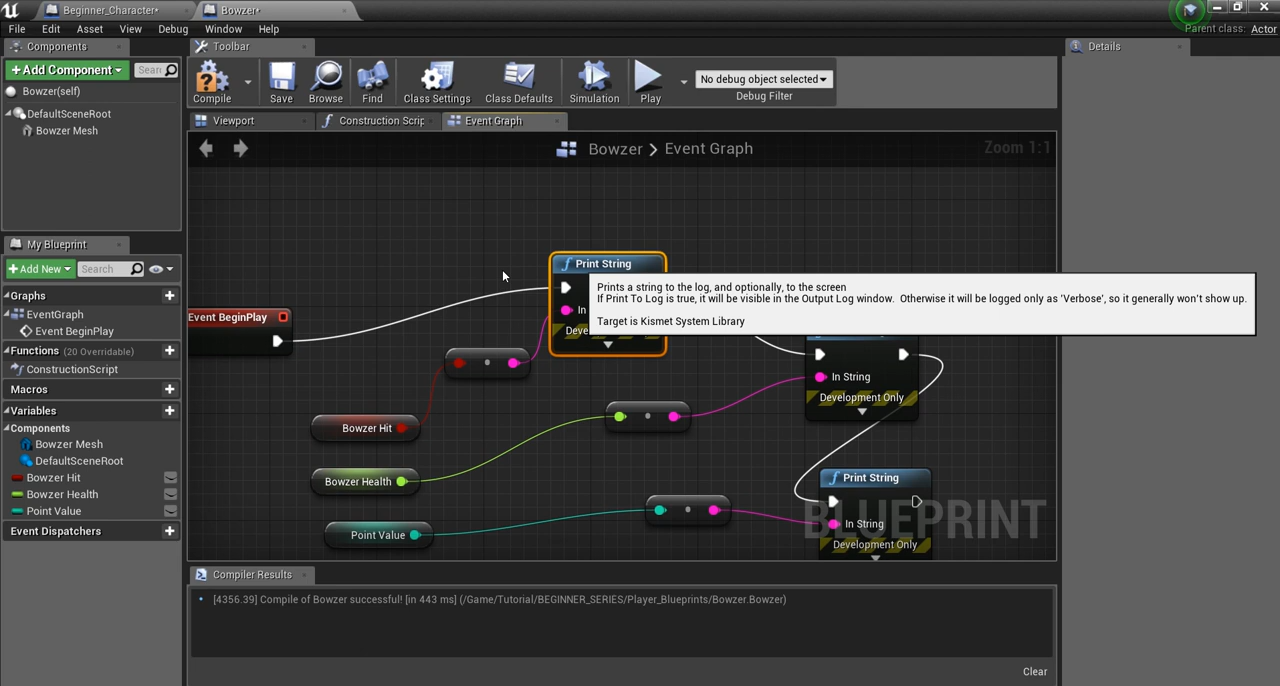 Beginner_Character*
Bowzer*
File Edit Asset View Debug Window Help
Parent class: Actor
Components
Toolbar
Details
+Add Component
Seari
Compile
Save
Browse
Find
Class Settings
Class Defaults
Simulation
Play
No debug object selected
Debug Filter
Bowzer(self)
DefaultSceneRoot
Bowzer Mesh
Viewport
Construction Scrip
Event Graph
Bowzer > Event Graph
Zoom 1:1
My Blueprint
+Add New
Search
Graphs
EventGraph
Event BeginPlay
Functions (20 Overridable)
ConstructionScript
Macros
Variables
Components
Bowzer Mesh
DefaultSceneRoot
Bowzer Hit
Bowzer Health
Point Value
Event Dispatchers
Event BeginPlay
f Print String
In
Deve
Prints a string to the log, and optionally, to the screen
If Print To Log is true, it will be visible in the Output Log window. Otherwise it will be logged only as 'Verbose', so it generally won't show up.
Target is Kismet System Library
In String
Development Only
Bowzer Hit
Bowzer Health
Point Value
f Print String
In String
Development Only
BLUEPRINT
Compiler Results
• [4356.39] Compile of Bowzer successful! [in 443 ms] (/Game/Tutorial/BEGINNER_SERIES/Player_Blueprints/Bowzer.Bowzer)
Clear